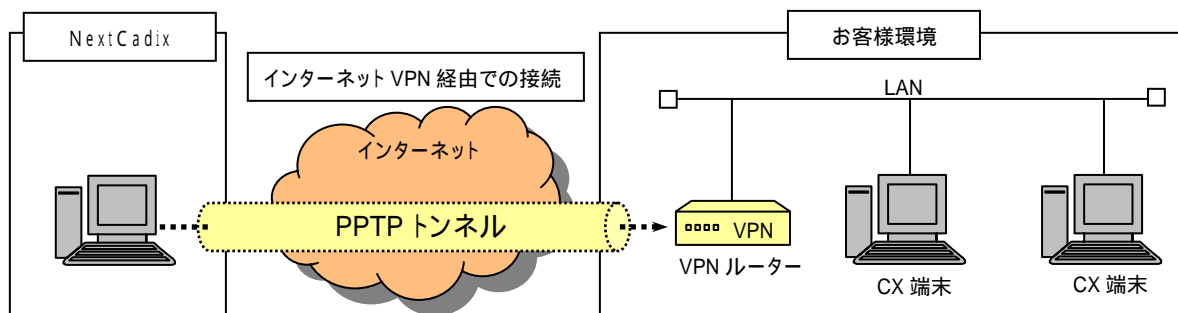 NextCadix
お客様環境
インターネット VPN 経由での接続
LAN
インターネット
PPTP トンネル
VPN
VPN ルーター
CX 端末
CX 端末